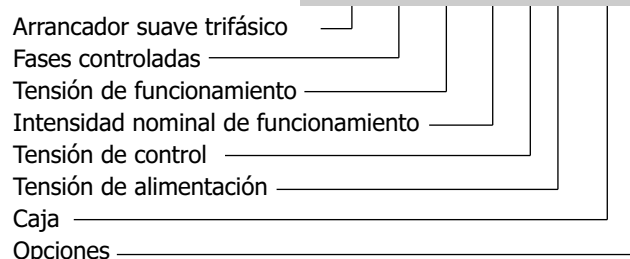 Arrancador suave trifásico
Fases controladas
Tensión de funcionamiento
Intensidad nominal de funcionamiento
Tensión de control
Tensión de alimentación
Caja
Opciones